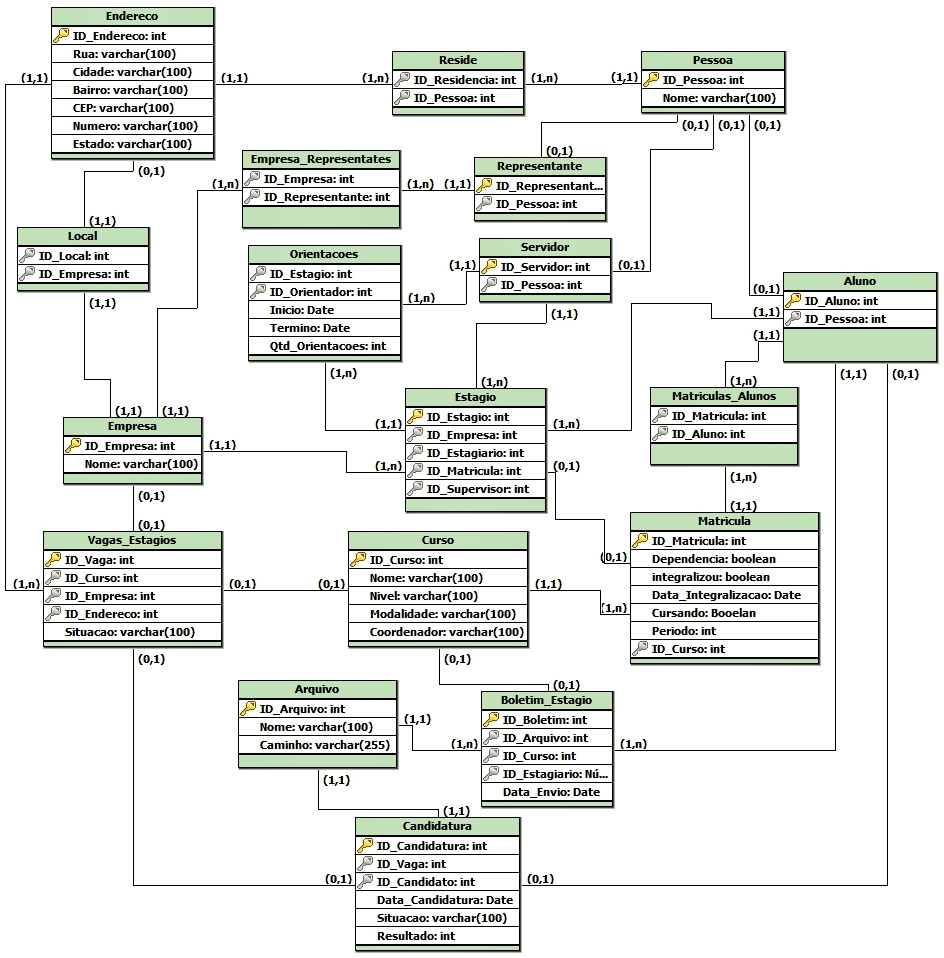 Endereco
ID_Endereco: int
Rua: varchar(100)
Cidade: varchar(100)
Bairro: varchar(100)
CEP: varchar(100)
Numero: varchar(100)
Estado: varchar(100)
(1,1)
(1,1)
(1,n)
(0,1)
Reside
ID_Residencia: int
ID_Pessoa: int
(1,n)
(1,1)
Pessoa
ID_Pessoa: int
Nome: varchar(100)
(0,1)
(0,1)
(0,1)
Empresa_Representates
ID_Empresa: int
ID_Representante: int
(1,n)
(1,n)
(1,1)
(0,1)
Representante
ID_Representant...
ID_Pessoa: int
(1,1)
Local
ID_Local: int
ID_Empresa: int
(1,1)
Orientacoes
ID_Estagio: int
ID_Orientador: int
Inicio: Date
Termino: Date
Qtd_Orientacoes: int
(1,n)
(1,n)
(1,1)
Servidor
ID_Servidor: int
ID_Pessoa: int
(0,1)
(1,1)
Aluno
ID_Aluno: int
ID_Pessoa: int
(0,1)
(1,1)
(1,1)
(1,1)
(0,1)
(1,n)
Estagio
ID_Estagio: int
ID_Empresa: int
ID_Estagiario: int
ID_Matricula: int
ID_Supervisor: int
(1,1)
(1,n)
(1,n)
(0,1)
(1,n)
Matriculas_Alunos
ID_Matricula: int
ID_Aluno: int
(1,n)
(1,1)
(1,1)
(1,1)
Empresa
ID_Empresa: int
Nome: varchar(100)
(1,1)
(0,1)
(0,1)
Vagas_Estagios
ID_Vaga: int
ID_Curso: int
ID_Empresa: int
ID_Endereco: int
Situacao: varchar(100)
(1,n)
(0,1)
(0,1)
(0,1)
Curso
ID_Curso: int
Nome: varchar(100)
Nivel: varchar(100)
Modalidade: varchar(100)
Coordenador: varchar(100)
(1,1)
(0,1)
(0,1)
(1,n)
Matricula
ID_Matricula: int
Dependencia: boolean
integralizou: boolean
Data_Integralizacao: Date
Cursando: Booelan
Periodo: int
ID_Curso: int
Arquivo
ID_Arquivo: int
Nome: varchar(100)
Caminho: varchar(255)
(1,1)
(1,1)
(0,1)
Boletim_Estagio
ID_Boletim: int
ID_Arquivo: int
ID_Curso: int
ID_Estagiario: Nú...
Data_Envio: Date
(1,n)
(1,n)
(1,1)
Candidatura
ID_Candidatura: int
ID_Vaga: int
ID_Candidato: int
Data_Candidatura: Date
Situacao: varchar(100)
Resultado: int
(0,1)
(0,1)